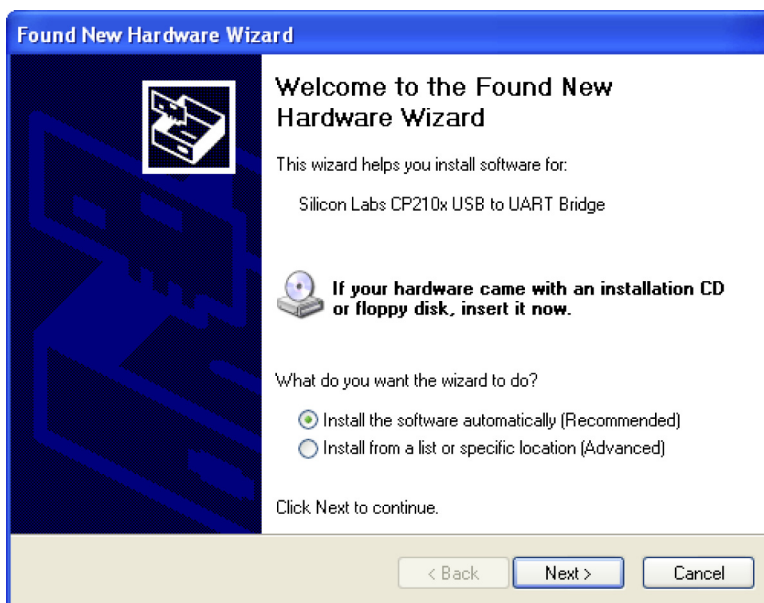 Found New Hardware Wizard
Welcome to the Found New
Hardware Wizard
This wizard helps you install software for:
Silicon Labs CP210x USB to UART Bridge
If your hardware came with an installation CD
or floppy disk, insert it now.
What do you want the wizard to do?
Install the software automatically (Recommended)
Install from a list or specific location (Advanced)
Click Next to continue.
< Back Next > Cancel